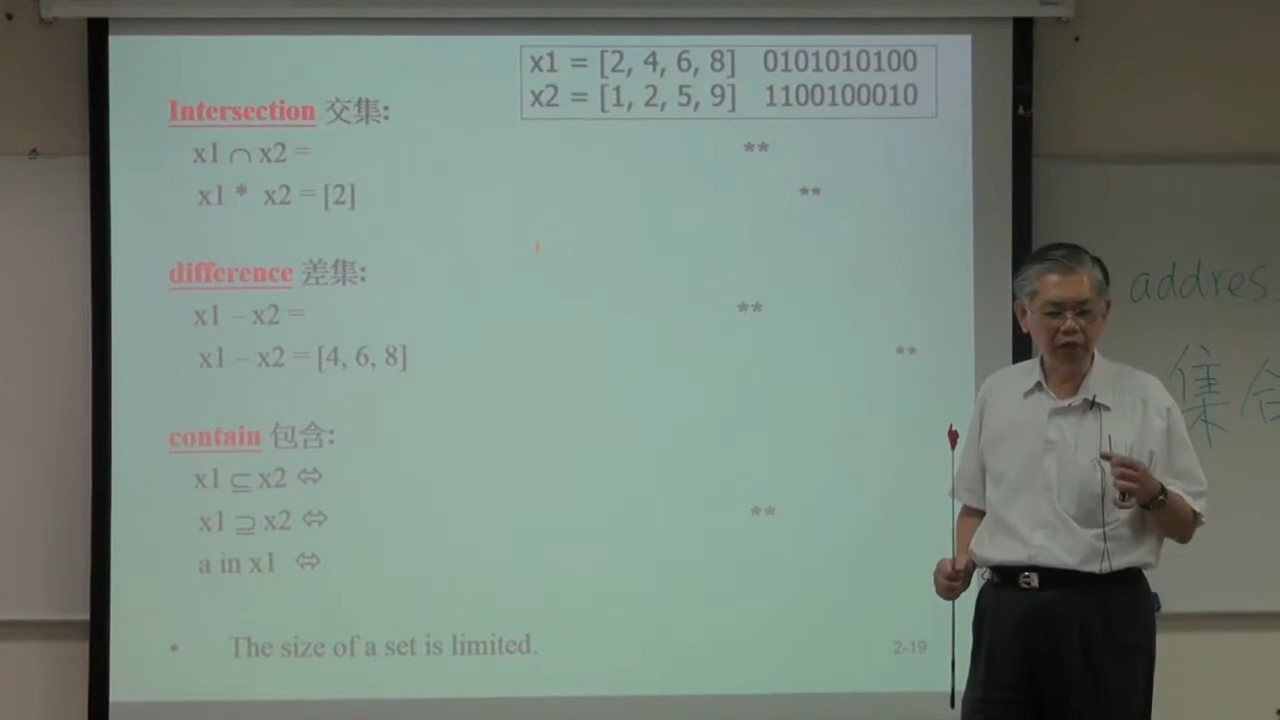 x1 = [2, 4, 6, 8] 0101010100
x2 = [1, 2, 5, 9] 1100100010
Intersection 交集:
x1 ∩ x2 = **
x1 * x2 = [2] **
difference 差集:
x1 – x2 = **
x1 – x2 = [4, 6, 8] **
contain 包含:
x1 ⊆ x2 ⇔
x1 ⊇ x2 ⇔ **
a in x1 ⇔
• The size of a set is limited.
2-19
addres
集合